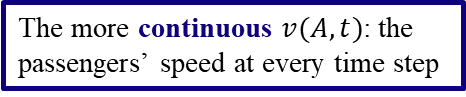 The more continuous v(A,t): the
passengers’ speed at every time step